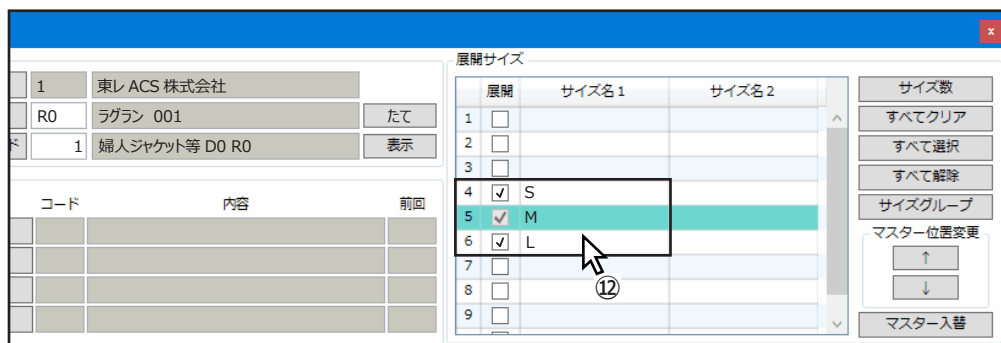 x
展開サイズ
1 東レ ACS 株式会社
R0 ラグラン 001 たて
1 婦人ジャケット等 D0 R0 表示
コード 内容 前回
展開 サイズ名1 サイズ名2
1
2
3
4 S
5 M
6 L
7
8
9
⑫
サイズ数
すべてクリア
すべて選択
すべて解除
サイズグループ
マスター位置変更
↑
↓
マスター入替